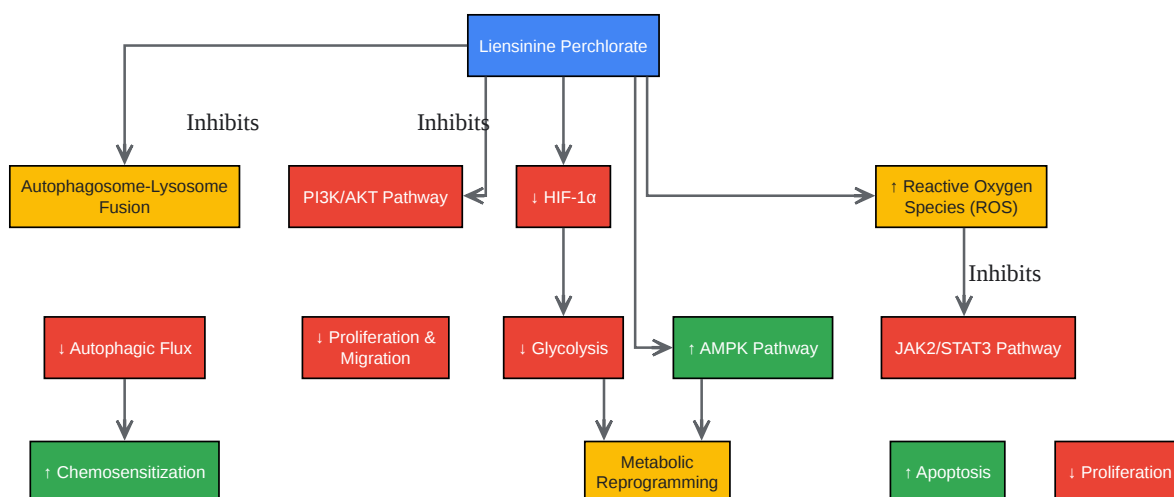 Liensinine Perchlorate
Inhibits
Inhibits
Autophagosome-Lysosome
Fusion
PI3K/AKT Pathway
↓ HIF-1α
↑ Reactive Oxygen
Species (ROS)
Inhibits
↓ Autophagic Flux
↓ Proliferation &
Migration
↓ Glycolysis
↑ AMPK Pathway
JAK2/STAT3 Pathway
↑ Chemosensitization
Metabolic
Reprogramming
↑ Apoptosis
↓ Proliferation